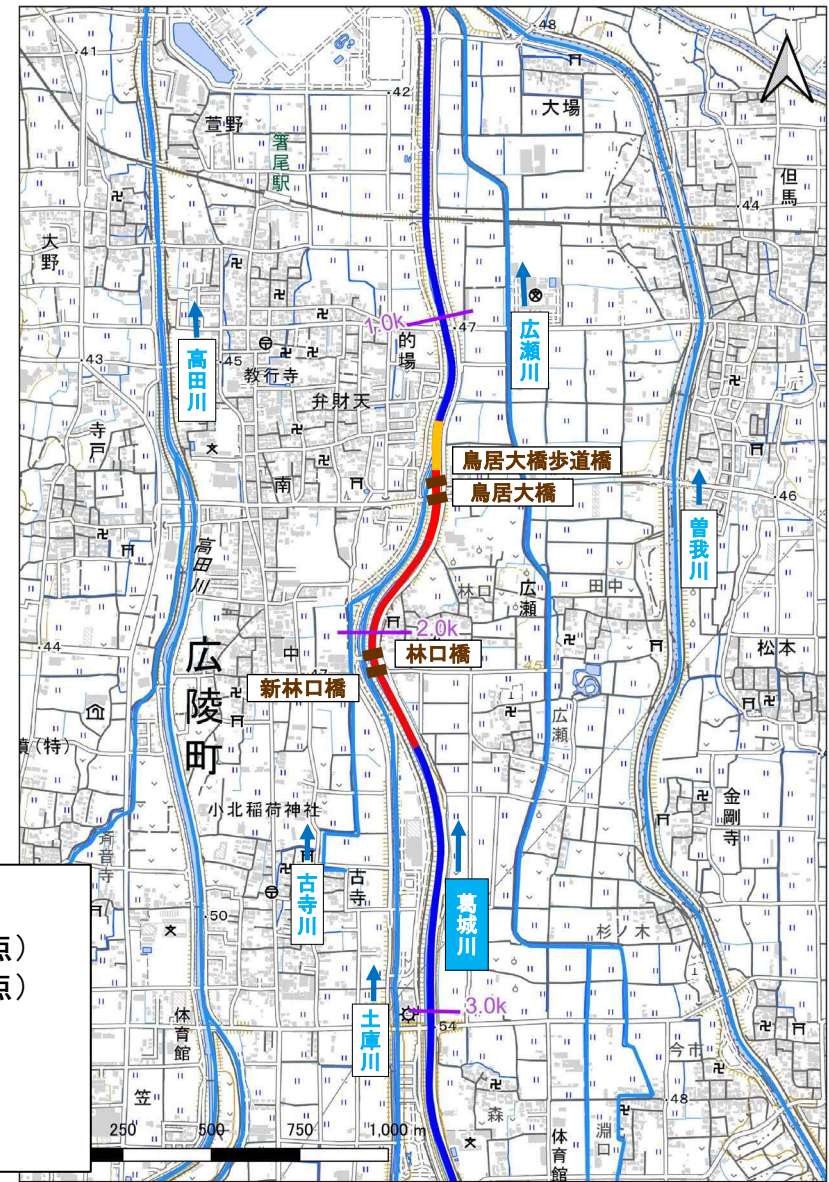 48
41
42
大場
萱野
箸尾駅
但馬
44
大野
1.0k
47
的場
広瀬川
高田川
43
45
教行寺
弁財天
寺戸
鳥居大橋歩道橋
鳥居大橋
南
46
曽我川
高田川
林口
広瀬
田中
2.0k
44
中
林口橋
45
松本
47
新林口橋
広陵町
広瀬
(特)
小北稲荷神社
金剛寺
斉音寺
古寺川
古寺
葛城川
50
杉ノ木
点)
点)
3.0k
54
土庫川
体育館
今市
48
笠
森
淵口
体育館
250
500
750
1,000 m